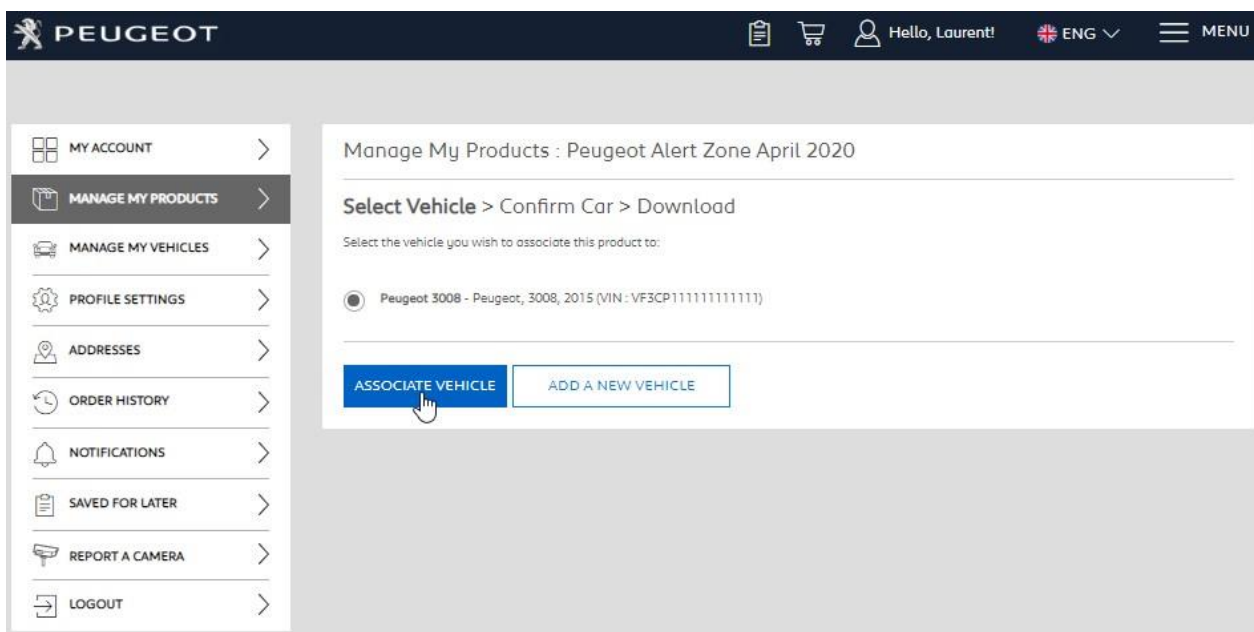 PEUGEOT
Hello, Laurent!
ENG
MENU
MY ACCOUNT
MANAGE MY PRODUCTS
MANAGE MY VEHICLES
PROFILE SETTINGS
ADDRESSES
ORDER HISTORY
NOTIFICATIONS
SAVED FOR LATER
REPORT A CAMERA
LOGOUT
Manage My Products : Peugeot Alert Zone April 2020
Select Vehicle > Confirm Car > Download
Select the vehicle you wish to associate this product to:
Peugeot 3008 - Peugeot, 3008, 2015 (VIN : VF3CP111111111111)
ASSOCIATE VEHICLE
ADD A NEW VEHICLE